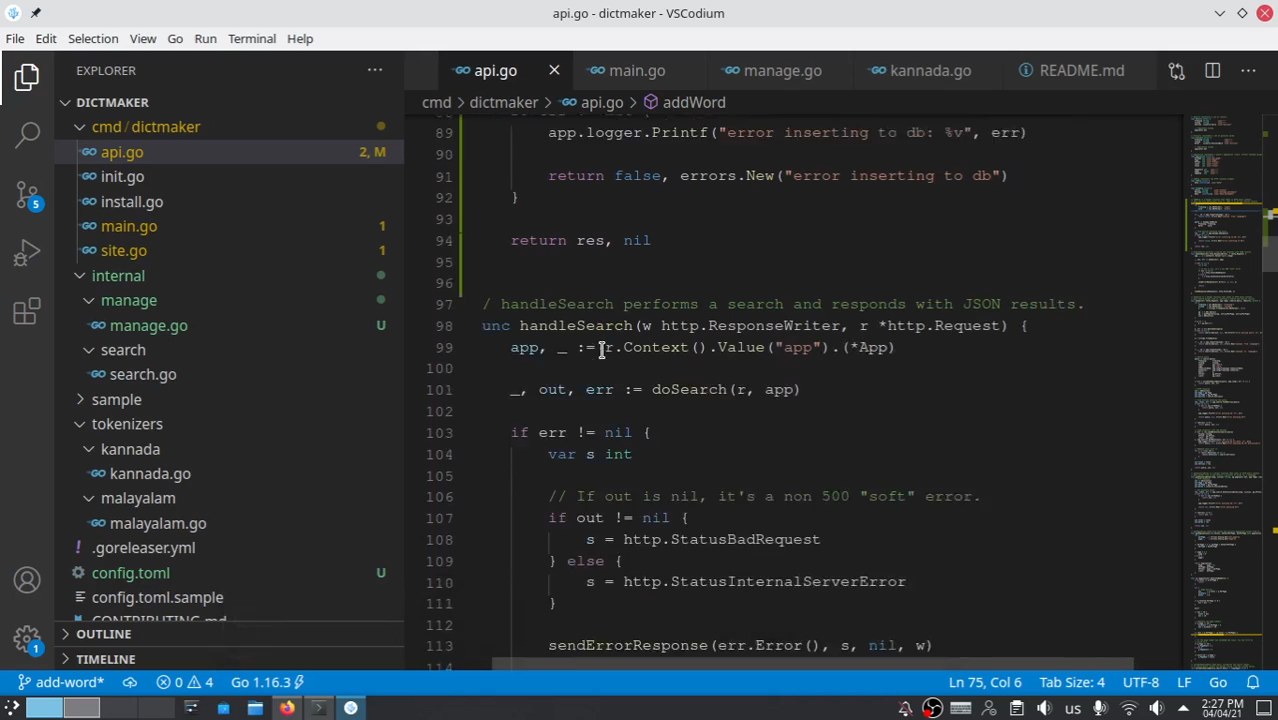 api.go - dictmaker - VSCodium
File Edit Selection View Go Run Terminal Help
EXPLORER
api.go main.go manage.go kannada.go README.md
DICTMAKER
cmd dictmaker api.go addWord
cmd / dictmaker
api.go 2, M
init.go
install.go
main.go 1
site.go 1
internal
manage
manage.go U
search
search.go
sample
tokenizers
kannada
kannada.go
malayalam
malayalam.go
.goreleaser.yml
config.toml U
config.toml.sample
CONTRIBUTING.md
OUTLINE
TIMELINE
5
1
89 app.logger.Printf("error inserting to db: %v", err)
90
91 return false, errors.New("error inserting to db")
92 }
93
94 return res, nil
95
96
97 / handleSearch performs a search and responds with JSON results.
98 unc handleSearch(w http.ResponseWriter, r *http.Request) {
99 app, _ := r.Context().Value("app").(*App)
100
101 _, out, err := doSearch(r, app)
102
103 if err != nil {
104 var s int
105
106 // If out is nil, it's a non 500 "soft" error.
107 if out != nil {
108 s = http.StatusBadRequest
109 } else {
110 s = http.StatusInternalServerError
111 }
112
113 sendErrorResponse(err.Error(), s, nil, w)
114
add-word* 0 4 Go 1.16.3 Ln 75, Col 6 Tab Size: 4 UTF-8 LF Go
us 2:27 PM
04/04/21